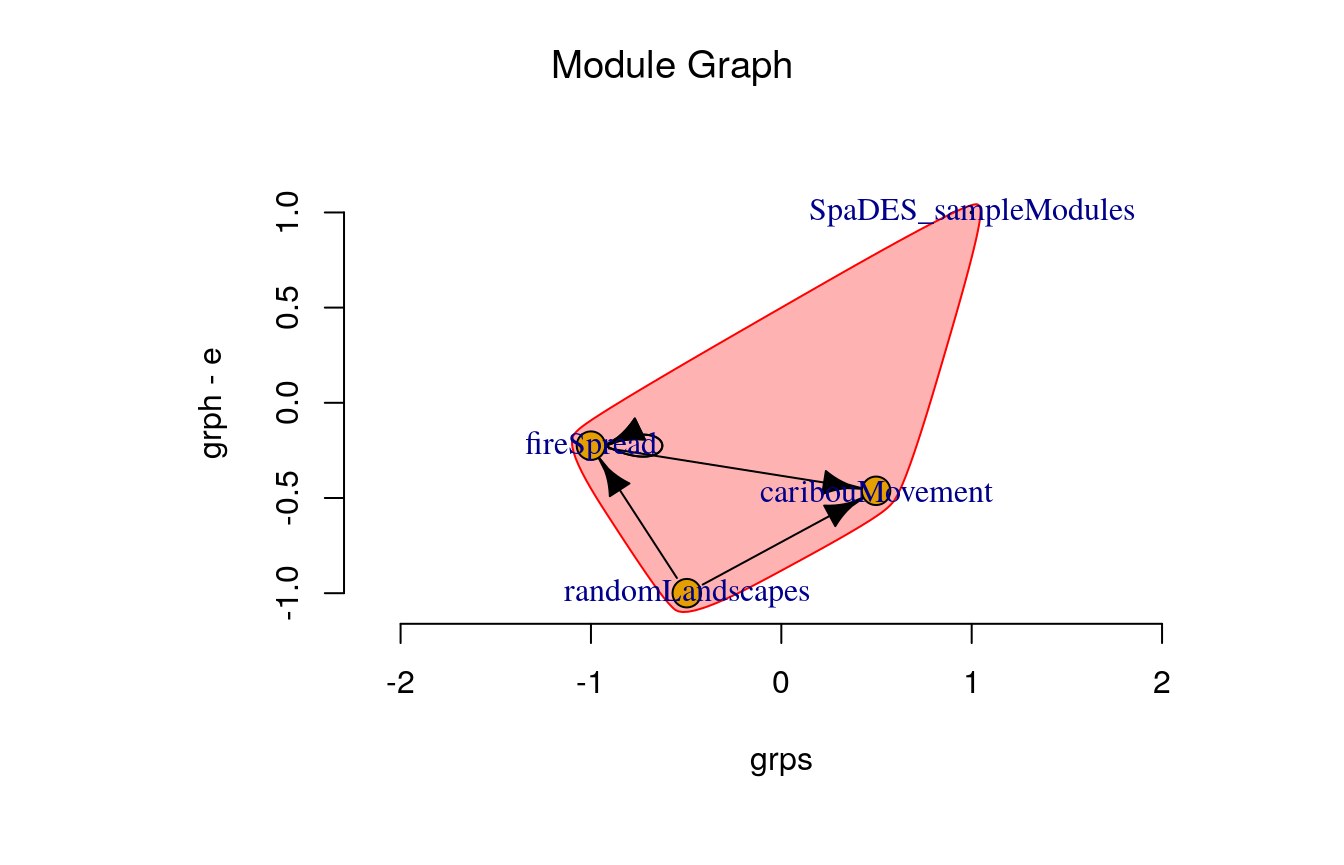 Module Graph
SpaDES_sampleModules
1.0
0.5
0.0
-0.5
-1.0
grph - e
fireSpread
caribouMovement
randomLandscapes
-2
-1
0
1
2
grps